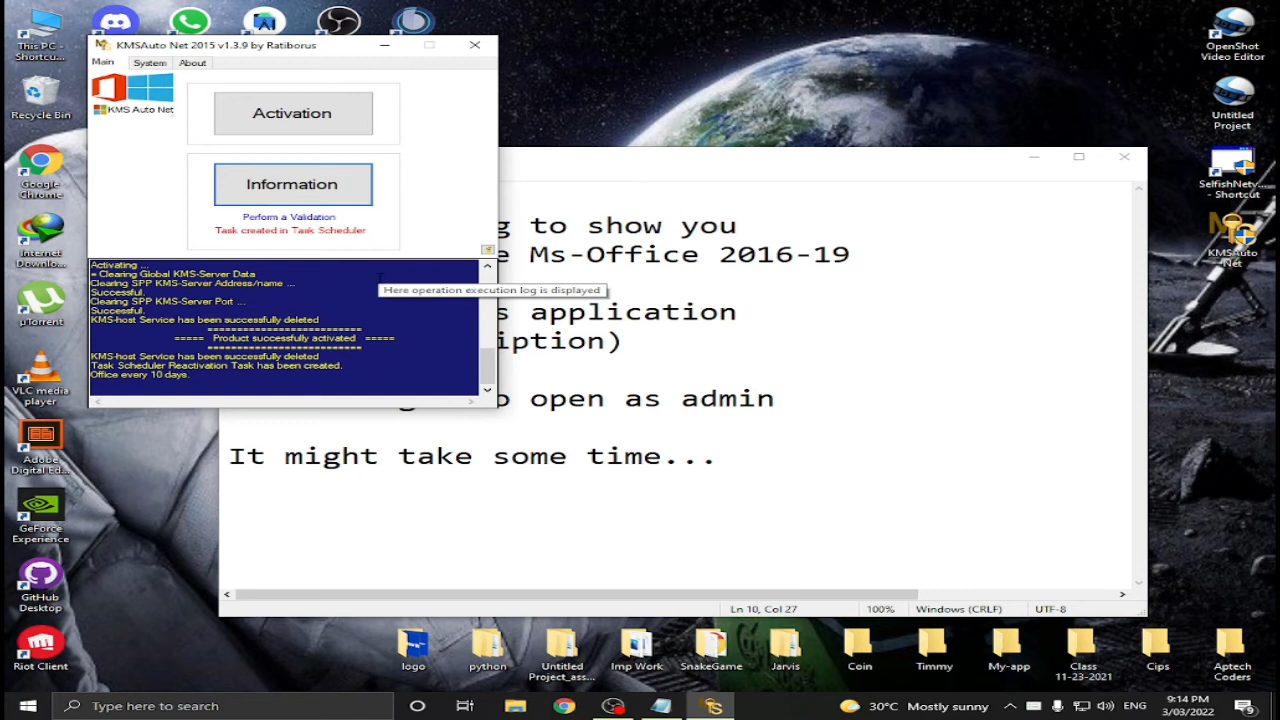 This PC -
Shortcu...
Recycle Bin
Google
Chrome
Internet
Downlo...
µTorrent
VLC media
player
Adobe
Digital Ed...
GeForce
Experience
GitHub
Desktop
Riot Client
KMSAuto Net 2015 v1.3.9 by Ratiborus
Main System About
KMS Auto Net
Activation
Information
Perform a Validation
Task created in Task Scheduler
Activating ...
= Clearing Global KMS-Server Data
Clearing SPP KMS-Server Address/name ...
Successful.
Clearing SPP KMS-Server Port ...
Successful.
KMS-host Service has been successfully deleted
==========================
===== Product successfully activated =====
==========================
KMS-host Service has been successfully deleted
Task Scheduler Reactivation Task has been created.
Office every 10 days.
Here operation execution log is displayed
g to show you
e Ms-Office 2016-19
s application
iption)
o open as admin
It might take some time...
Ln 10, Col 27 100% Windows (CRLF) UTF-8
OpenShot
Video Editor
Untitled
Project
SelfishNetv...
- Shortcut
KMSAuto
Net
logo
python
Untitled
Project_ass...
Imp Work
SnakeGame
Jarvis
Coin
Timmy
My-app
Class
11-23-2021
Cips
Aptech
Coders
Type here to search
30°C Mostly sunny
ENG
9:14 PM
3/03/2022
9